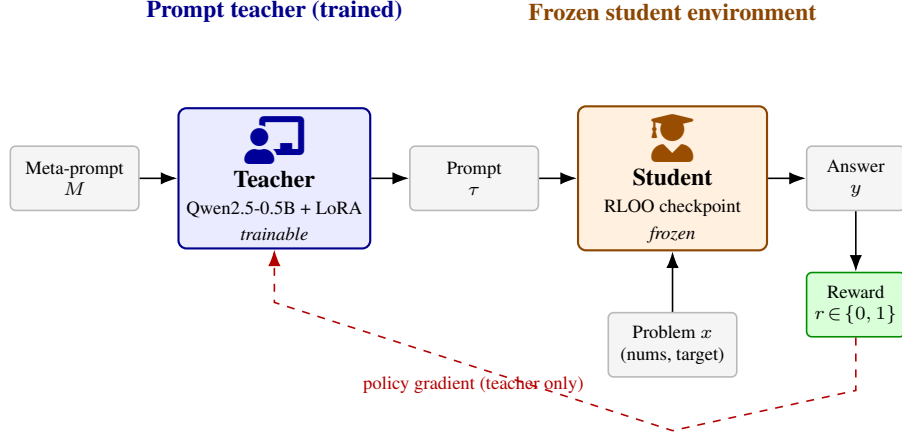 Prompt teacher (trained)
Frozen student environment
Meta-prompt
M
Teacher
Qwen2.5-0.5B + LoRA
trainable
Prompt
τ
Student
RLOO checkpoint
frozen
Answer
y
Reward
r ∈ {0, 1}
Problem x
(nums, target)
policy gradient (teacher only)